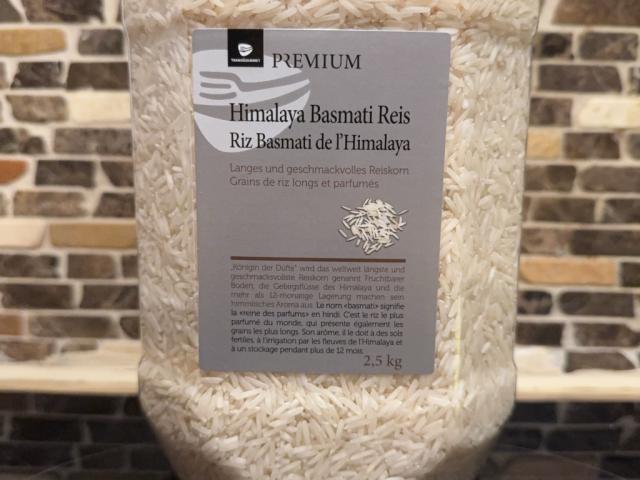 TRANSGOURMET
PREMIUM
Himalaya Basmati Reis
Riz Basmati de l'Himalaya
Langes und geschmackvolles Reiskorn
Grains de riz longs et parfumés
„Königin der Düfte" wird das weltweit längste und
geschmacksvollste Reiskorn genannt. Fruchtbarer
Boden, die Gebirgsflüsse des Himalaya und die
mehr als 12-monatige Lagerung machen sein
himmlisches Aroma aus. Le nom «basmati» signifie
la «reine des parfums» en hindi. C'est le riz le plus
parfumé du monde, qui présente également les
grains les plus longs. Son arôme, il le doit à des sols
fertiles, à l'irrigation par les fleuves de l'Himalaya et
à un stockage pendant plus de 12 mois.
2,5 kg